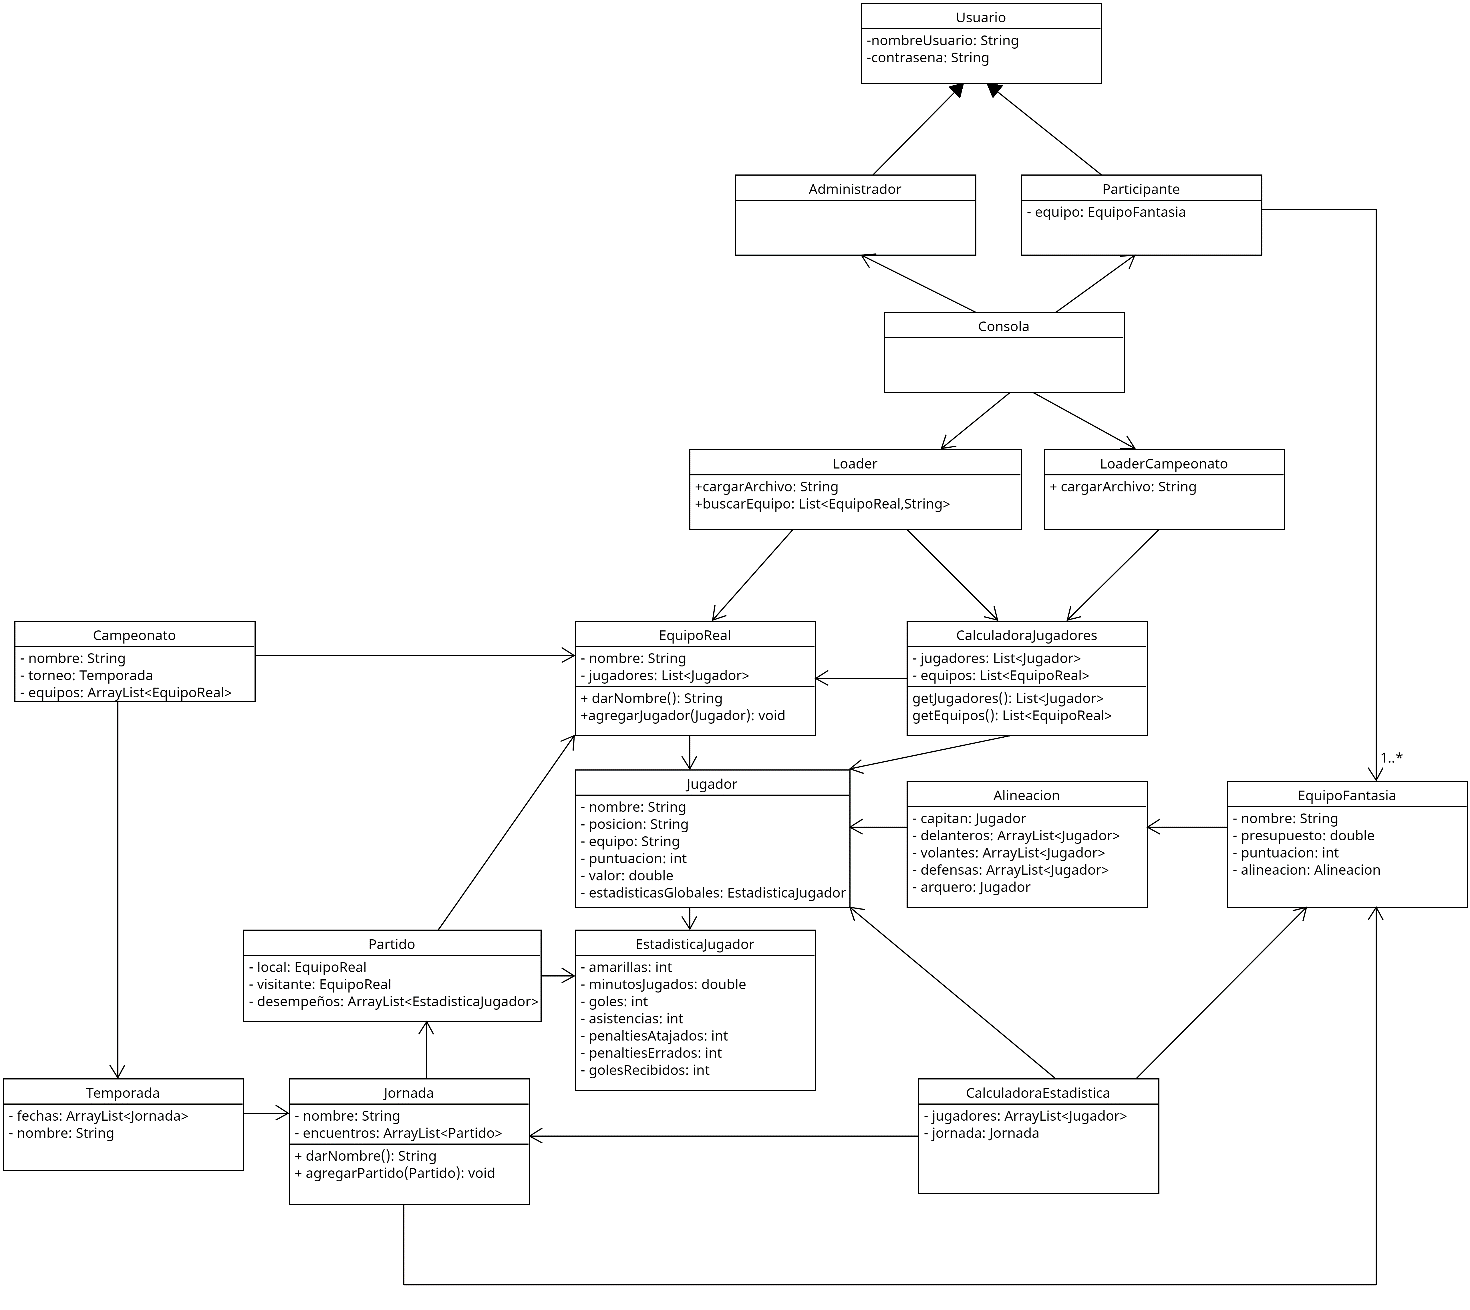 Usuario
-nombreUsuario: String
-contrasena: String
Administrador
Participante
- equipo: EquipoFantasia
Consola
Loader
+cargarArchivo: String
+buscarEquipo: List<EquipoReal,String>
LoaderCampeonato
+ cargarArchivo: String
Campeonato
- nombre: String
- torneo: Temporada
- equipos: ArrayList<EquipoReal>
EquipoReal
- nombre: String
- jugadores: List<Jugador>
+ darNombre(): String
+agregarJugador(Jugador): void
CalculadoraJugadores
- jugadores: List<Jugador>
- equipos: List<EquipoReal>
getJugadores(): List<Jugador>
getEquipos(): List<EquipoReal>
1..*
Jugador
- nombre: String
- posicion: String
- equipo: String
- puntuacion: int
- valor: double
- estadisticasGlobales: EstadisticaJugador
Alineacion
- capitan: Jugador
- delanteros: ArrayList<Jugador>
- volantes: ArrayList<Jugador>
- defensas: ArrayList<Jugador>
- arquero: Jugador
EquipoFantasia
- nombre: String
- presupuesto: double
- puntuacion: int
- alineacion: Alineacion
Partido
- local: EquipoReal
- visitante: EquipoReal
- desempeños: ArrayList<EstadisticaJugador>
EstadisticaJugador
- amarillas: int
- minutosJugados: double
- goles: int
- asistencias: int
- penaltiesAtajados: int
- penaltiesErrados: int
- golesRecibidos: int
Temporada
- fechas: ArrayList<Jornada>
- nombre: String
Jornada
- nombre: String
- encuentros: ArrayList<Partido>
+ darNombre(): String
+ agregarPartido(Partido): void
CalculadoraEstadistica
- jugadores: ArrayList<Jugador>
- jornada: Jornada